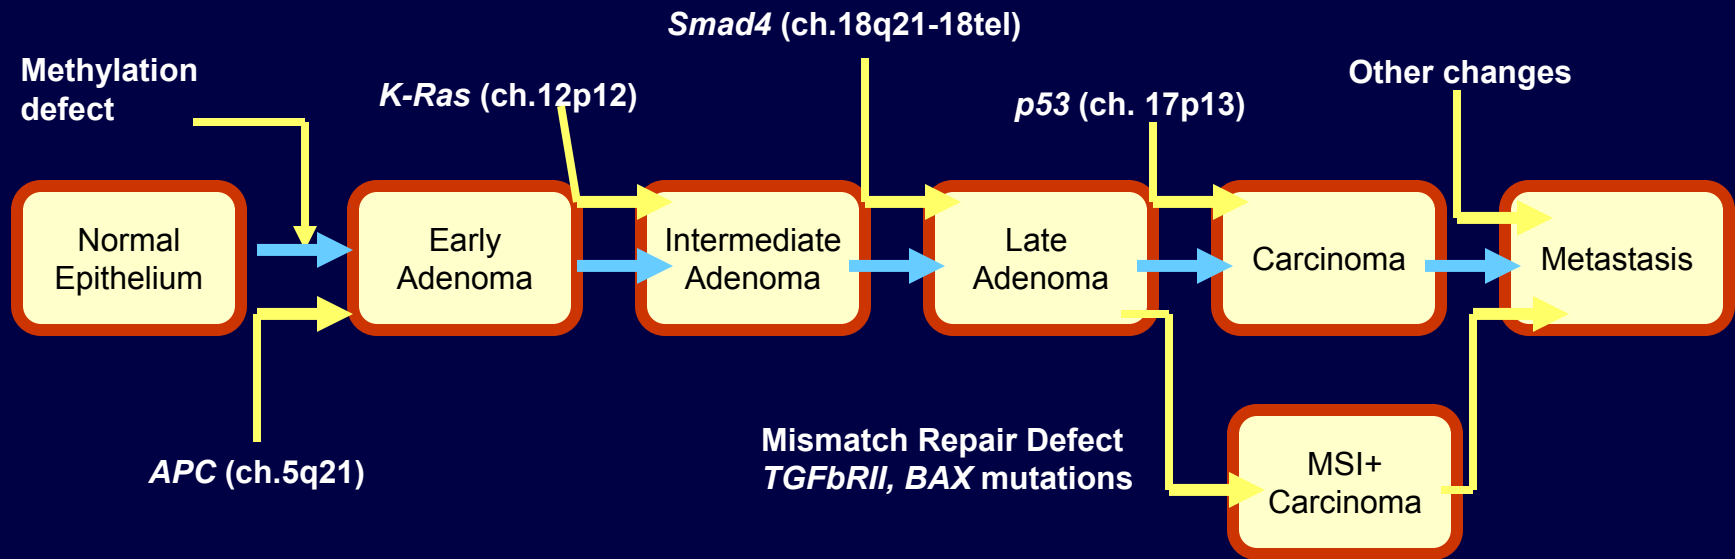 Smad4 (ch.18q21-18tel)
Methylation
defect
K-Ras (ch.12p12)
p53 (ch. 17p13)
Other changes
Normal
Epithelium
Early
Adenoma
Intermediate
Adenoma
Late
Adenoma
Carcinoma
Metastasis
APC (ch.5q21)
Mismatch Repair Defect
TGFbRII, BAX mutations
MSI+
Carcinoma